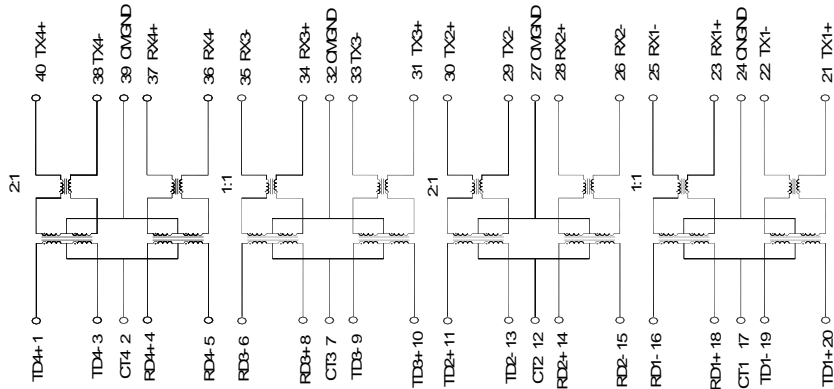 40 TX4+
38 TX4-
39 CMGND
37 RX4+
36 RX4-
35 RX3-
34 RX3+
32 CMGND
33 TX3-
31 TX3+
30 TX2+
29 TX2-
27 CMGND
28 RX2+
26 RX2-
25 RX1-
23 RX1+
24 CMGND
22 TX1-
21 TX1+
2:1
1:1
2:1
1:1
TD4+ 1
TD4- 3
CT4 2
RD4+ 4
RD4- 5
RD3- 6
RD3+ 8
CT3 7
TD3- 9
TD3+ 10
TD2+ 11
TD2- 13
CT2 12
RD2+ 14
RD2- 15
RD1- 16
RD1+ 18
CT1 17
TD1- 19
TD1+ 20